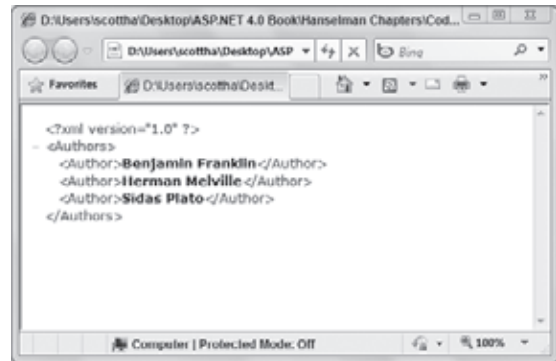 D:\Users\scottha\Desktop\ASP.NET 4.0 Book\Hanselman Chapters\Cod...
D:\Users\scottha\Desktop\ASP
Bing
Favorites
D:\Users\scottha\Deskt...
<?xml version="1.0" ?>
- <Authors>
<Author>Benjamin Franklin</Author>
<Author>Herman Melville</Author>
<Author>Sidas Plato</Author>
</Authors>
Computer | Protected Mode: Off
100%